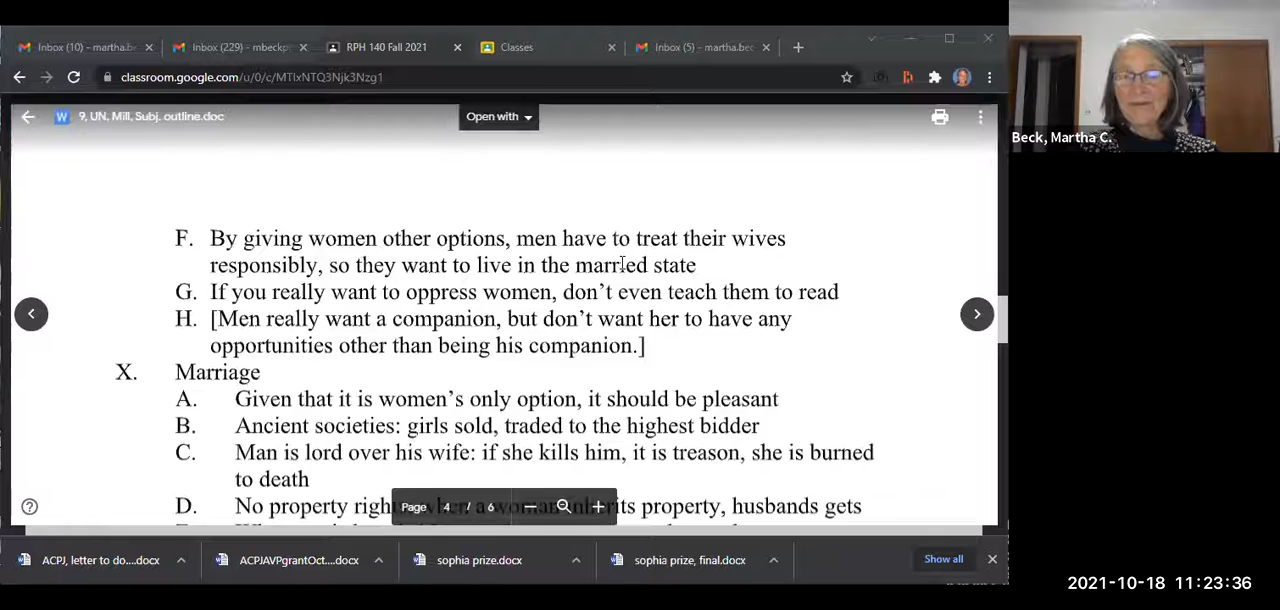 Inbox (10) - martha.be
Inbox (229) - mbeckp
RPH 140 Fall 2021
Classes
Inbox (5) - martha.bec
classroom.google.com/u/0/c/MTIxNTQ3Njk3Nzg1
9, UN, Mill, Subj. outline.doc
Open with
Beck, Martha C.
F. By giving women other options, men have to treat their wives
responsibly, so they want to live in the married state
G. If you really want to oppress women, don’t even teach them to read
H. [Men really want a companion, but don’t want her to have any
opportunities other than being his companion.]
X. Marriage
A. Given that it is women’s only option, it should be pleasant
B. Ancient societies: girls sold, traded to the highest bidder
C. Man is lord over his wife: if she kills him, it is treason, she is burned
to death
D. No property rights, when a woman inherits property, husbands gets
Page 4 / 6
ACPJ, letter to do....docx
ACPJAVPgrantOct....docx
sophia prize.docx
sophia prize, final.docx
Show all
2021-10-18 11:23:36